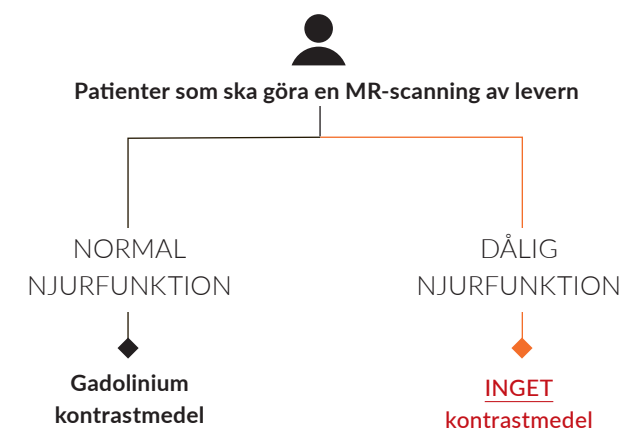 Patienter som ska göra en MR-scanning av levern
NORMAL
NJURFUNKTION
DÅLIG
NJURFUNKTION
Gadolinium
kontrastmedel
INGET
kontrastmedel